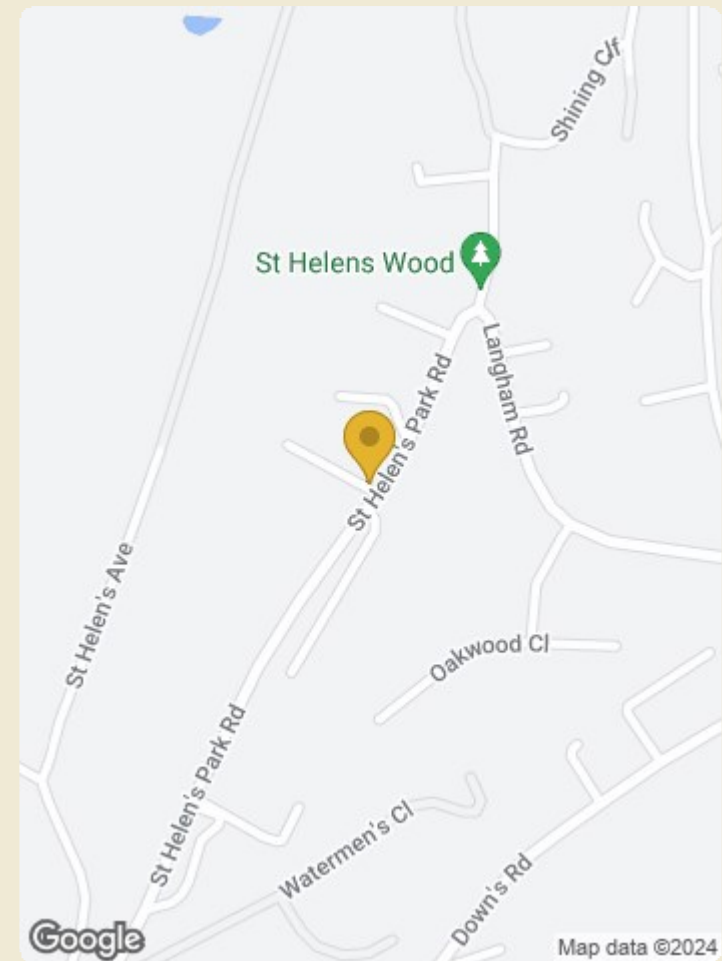 Shining Clf
St Helens Wood
Langham Rd
St Helen's Park Rd
St Helen's Ave
Oakwood Cl
St Helen's Park Rd
Watermen's Cl
Down's Rd
Google
Map data ©2024